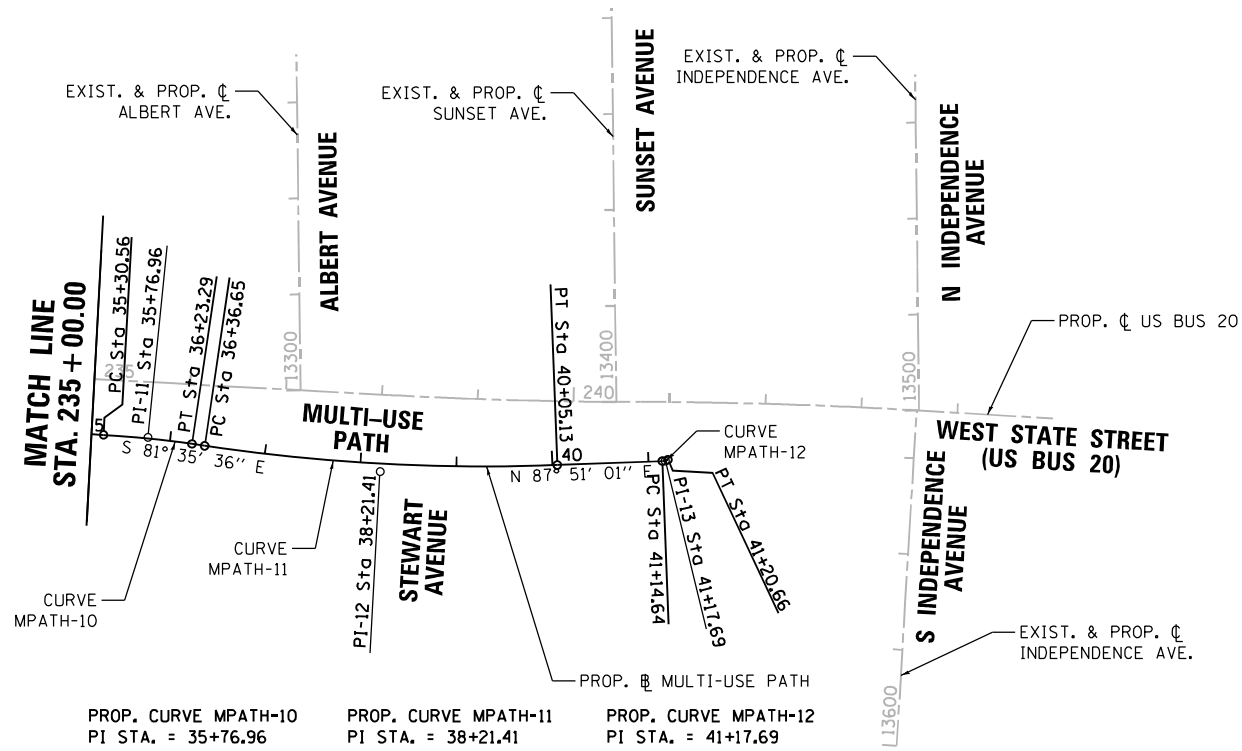 EXIST. & PROP. ℄
ALBERT AVE.
EXIST. & PROP. ℄
SUNSET AVE.
EXIST. & PROP. ℄
INDEPENDENCE AVE.
ALBERT AVENUE
SUNSET AVENUE
N INDEPENDENCE
AVENUE
MATCH LINE
STA. 235 + 00.00
PC Sta 35+30.56
PI-11 Sta 35+76.96
PT Sta 36+23.29
PC Sta 36+36.65
PT Sta 40+05.13
235
13300
13400
240
13500
PROP. ℄ US BUS 20
MULTI-USE
PATH
WEST STATE STREET
(US BUS 20)
5
S 81° 35' 36" E
40
N 87° 51' 01" E
CURVE
MPATH-12
CURVE
MPATH-11
CURVE
MPATH-10
PI-12 Sta 38+21.41
STEWART
AVENUE
PC Sta 41+14.64
PI-13 Sta 41+17.69
PT Sta 41+20.66
S INDEPENDENCE
AVENUE
EXIST. & PROP. ℄
INDEPENDENCE AVE.
PROP. BL MULTI-USE PATH
13600
PROP. CURVE MPATH-10
PI STA. = 35+76.96
PROP. CURVE MPATH-11
PI STA. = 38+21.41
PROP. CURVE MPATH-12
PI STA. = 41+17.69